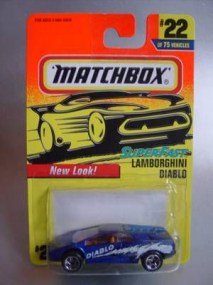 #22
OF 75 VEHICLES
MATCHBOX
SUPERFAST
LAMBORGHINI
DIABLO
New Look!
DIABLO